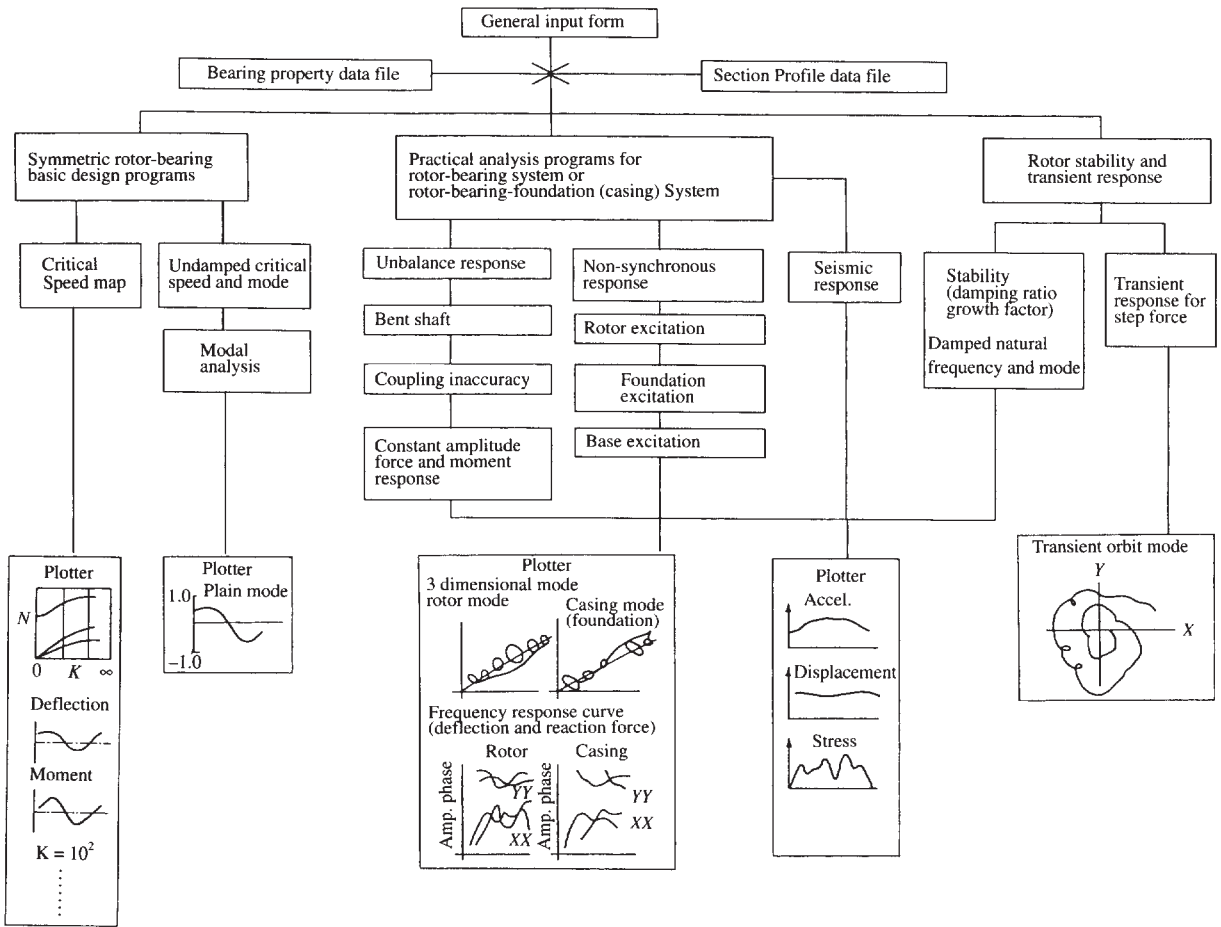 General input form
Bearing property data file
Section Profile data file
Symmetric rotor-bearing
basic design programs
Practical analysis programs for
rotor-bearing system or
rotor-bearing-foundation (casing) System
Rotor stability and
transient response
Critical
Speed map
Undamped critical
speed and mode
Modal
analysis
Unbalance response
Bent shaft
Coupling inaccuracy
Constant amplitude
force and moment
response
Non-synchronous
response
Rotor excitation
Foundation
excitation
Base excitation
Seismic
response
Stability
(damping ratio
growth factor)
Damped natural
frequency and mode
Transient
response for
step force
Plotter
N
0 K ∞
Deflection
Moment
K = 10²
Plotter
Plain mode
1.0
–1.0
Plotter
3 dimensional mode
rotor mode
Casing mode
(foundation)
Frequency response curve
(deflection and reaction force)
Rotor
Amp. phase
YY
XX
Casing
Amp. phase
YY
XX
Plotter
Accel.
Displacement
Stress
Transient orbit mode
Y
X